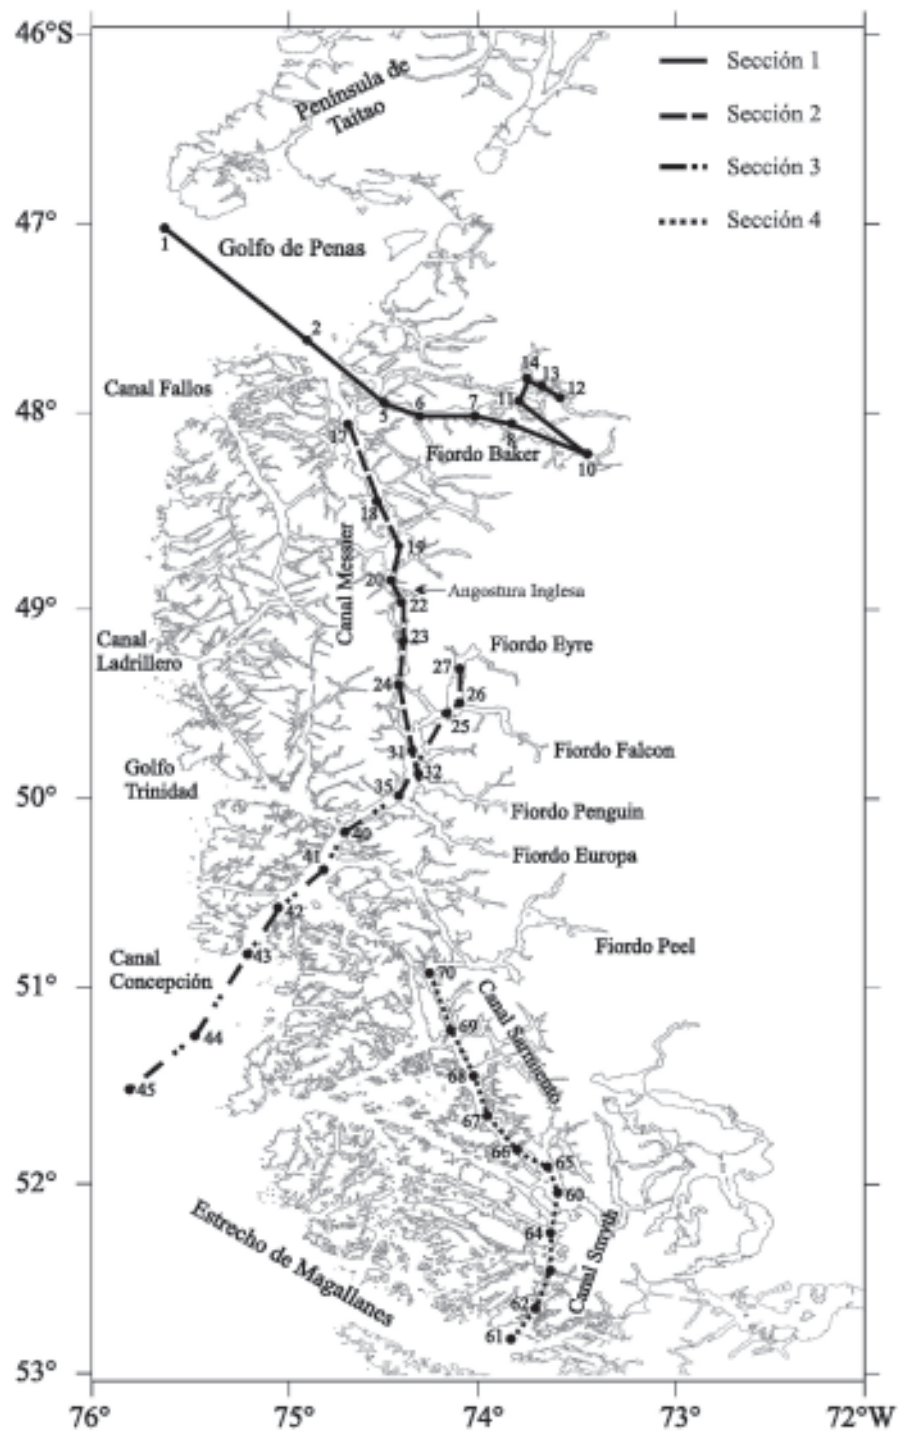 46°S
Península de
Taitao
Sección 1
Sección 2
Sección 3
Sección 4
47°
1
Golfo de Penas
2
Canal Fallos
14
13
12
11
48°
5
6
7
8
10
17
Fiordo Baker
18
Canal Messier
19
20
Angostura Inglesa
22
49°
23
Canal
Ladrillero
Fiordo Eyre
27
24
26
25
31
Fiordo Falcon
Golfo
Trinidad
32
35
50°
Fiordo Penguin
40
41
Fiordo Europa
42
43
Fiordo Peel
Canal
Concepción
70
51°
Canal Sarmiento
44
69
45
68
67
66
65
52°
60
Estrecho de Magallanes
64
Canal Smyth
62
61
53°
76°
75°
74°
73°
72°W